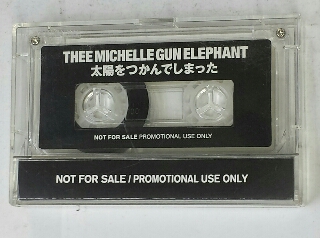 THEE MICHELLE GUN ELEPHANT
太陽をつかんでしまった
NOT FOR SALE PROMOTIONAL USE ONLY
NOT FOR SALE / PROMOTIONAL USE ONLY